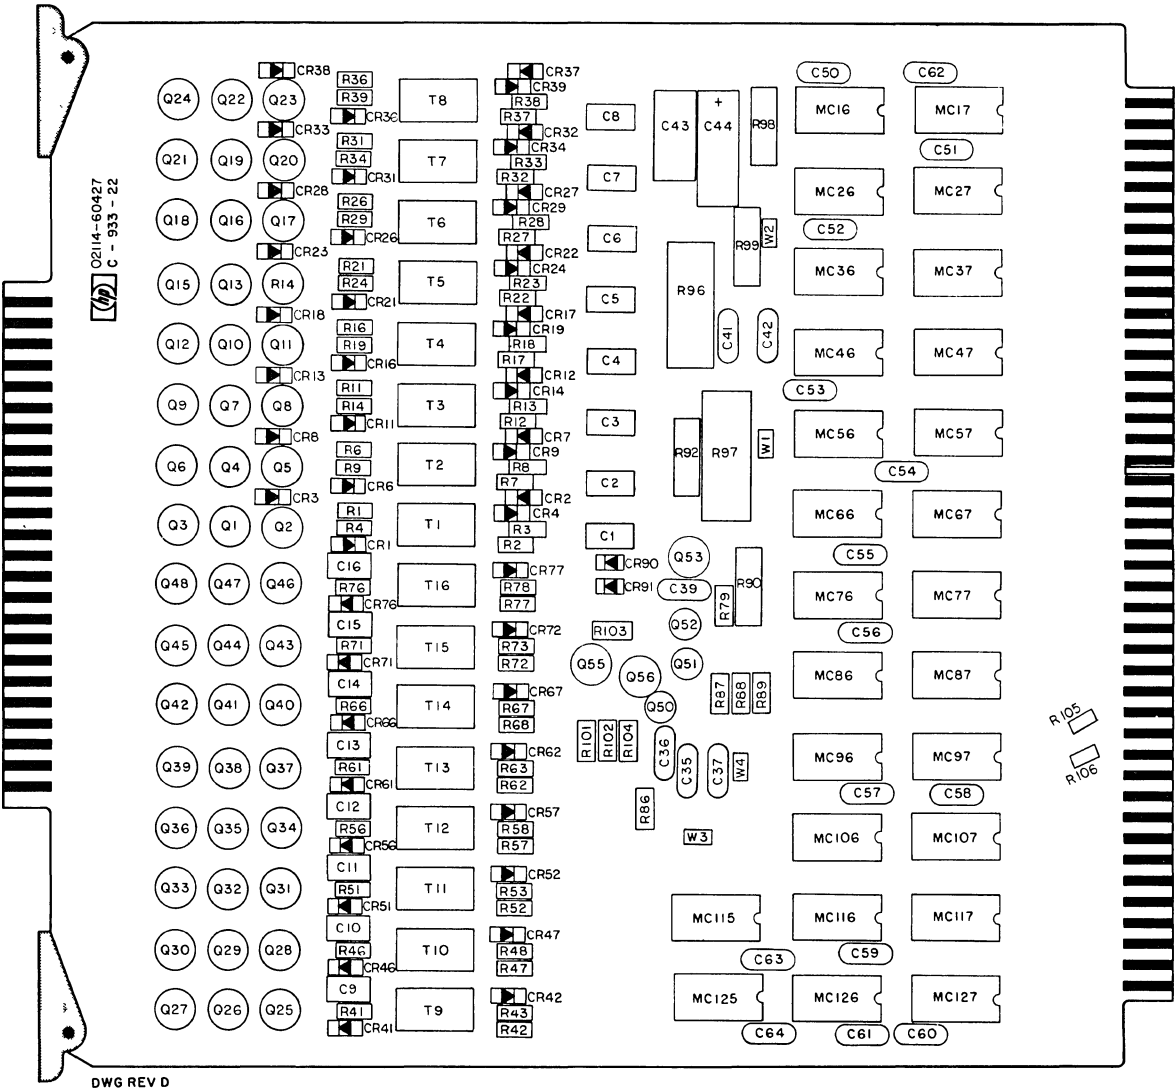 CR38 R36 CR37 C50 C62
Q24 Q22 Q23 R39 T8 CR39 R38 C8 C43 + C44 R98 MC16 MC17
CR33 CR36 R37 CR32 C51
Q21 Q19 Q20 R31 R34 T7 CR34 R33 C7
CR28 CR31 R32 CR27 MC26 MC27
02114-60427
C-933-22
hp
Q18 Q16 Q17 R26 R29 T6 CR29 R28 C6 R99 W2 C52
CR23 CR26 R27 CR22
Q15 Q13 R14 R21 R24 T5 CR24 R23 C5 R96 MC36 MC37
CR18 CR21 R22 CR17
Q12 Q10 Q11 R16 R19 T4 CR19 R18 C4 C41 C42 MC46 MC47
CR13 CR16 R17 CR12 C53
Q9 Q7 Q8 R11 R14 T3 CR14 R13 C3
CR8 CR11 R12 CR7 R92 R97 W1 MC56 MC57
Q6 Q4 Q5 R6 R9 T2 CR9 R8 C2 C54
CR3 CR6 R7 CR2
Q3 Q1 Q2 R1 R4 T1 CR4 R3 C1 MC66 MC67
CR1 R2
C16 CR90 Q53 C55
Q48 Q47 Q46 R76 T16 CR77 R78 CR91 C39 R79 R90 MC76 MC77
CR76 R77
C15 CR72 R103 Q52 C56
Q45 Q44 Q43 R71 T15 R73
CR71 R72 Q55 Q56 Q51 MC86 MC87
C14 CR67
Q42 Q41 Q40 R66 T14 R67 Q50 R87 R88 R89
CR66 R68 R105
C13 CR62 R101 R102 R104 C36
Q39 Q38 Q37 R61 T13 R63 C35 C37 W4 MC96 MC97
CR61 R62 R106
C12 CR57 R86 C57 C58
Q36 Q35 Q34 R56 T12 R58 W3 MC106 MC107
CR56 R57
C11 CR52
Q33 Q32 Q31 R51 T11 R53
CR51 R52 MC115 MC116 MC117
C10 CR47
Q30 Q29 Q28 R46 T10 R48 C63 C59
CR46 R47
C9 CR42 MC125 MC126 MC127
Q27 Q26 Q25 R41 T9 R43
CR41 R42 C64 C61 C60
DWG REV D